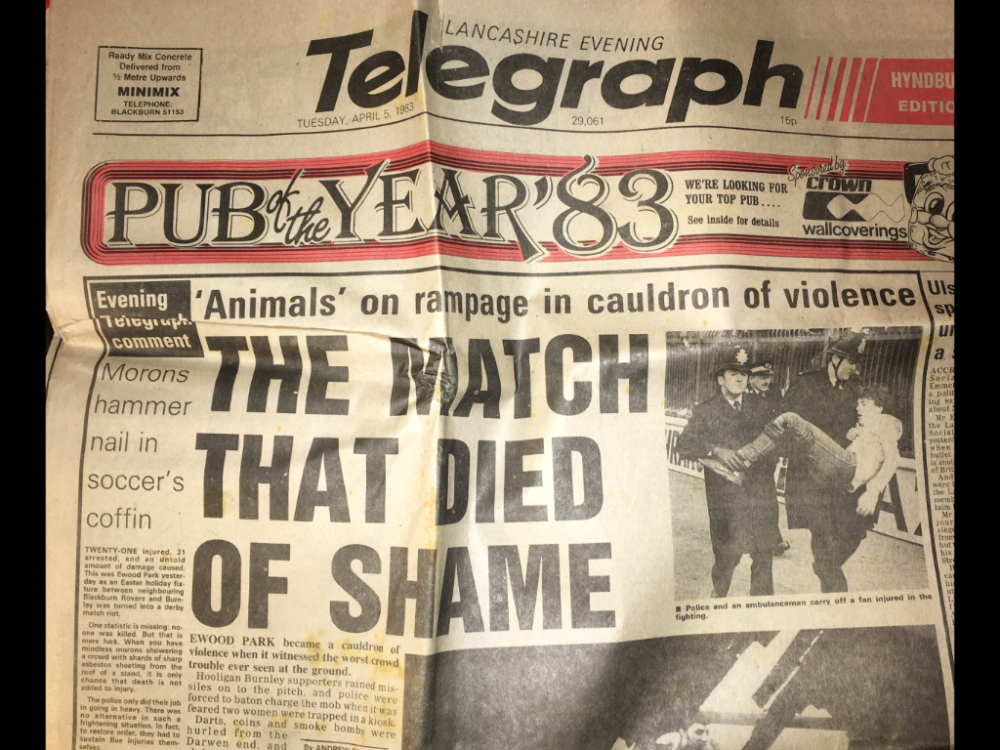 Ready Mix Concrete
Delivered from
½ Metre Upwards
MINIMIX
TELEPHONE:
BLACKBURN 51153
LANCASHIRE EVENING
Telegraph
TUESDAY, APRIL 5, 1983
29,061
15p
HYNDBU
EDITIO
PUB of the YEAR '83
WE'RE LOOKING FOR
YOUR TOP PUB ....
See inside for details
Sponsored by
crown
wallcoverings
Evening
Telegraph
comment
Morons
hammer
nail in
soccer's
coffin
TWENTY-ONE injured, 21
arrested, and an untold
amount of damage caused.
This was Ewood Park yester-
day as an Easter holiday fix-
ture between neighbouring
Blackburn Rovers and Burn-
ley was turned into a derby
match riot.
One statistic is missing: no-
one was killed. But that is
mere luck. When you have
mindless morons showering
a crowd with shards of sharp
asbestos sheeting from the
roof of a stand, it is only
chance that death is not
added to injury.
The police only did their job
in going in heavy. There was
no alternative in such a
frightening situation. In fact,
to restore order, they had to
sustain five injuries them-
selves.
'Animals' on rampage in cauldron of violence
THE MATCH
THAT DIED
OF SHAME
EWOOD PARK became a cauldron of
violence when it witnessed the worst crowd
trouble ever seen at the ground.
Hooligan Burnley supporters rained mis-
siles on to the pitch, and police were
forced to baton charge the mob when it was
feared two women were trapped in a kiosk.
Darts, coins and smoke bombs were
hurled from the
Darwen end, and
By ANDREW
■ Police and an ambulanceman carry off a fan injured in the
fighting.
Uls
sp
a s
ACCR